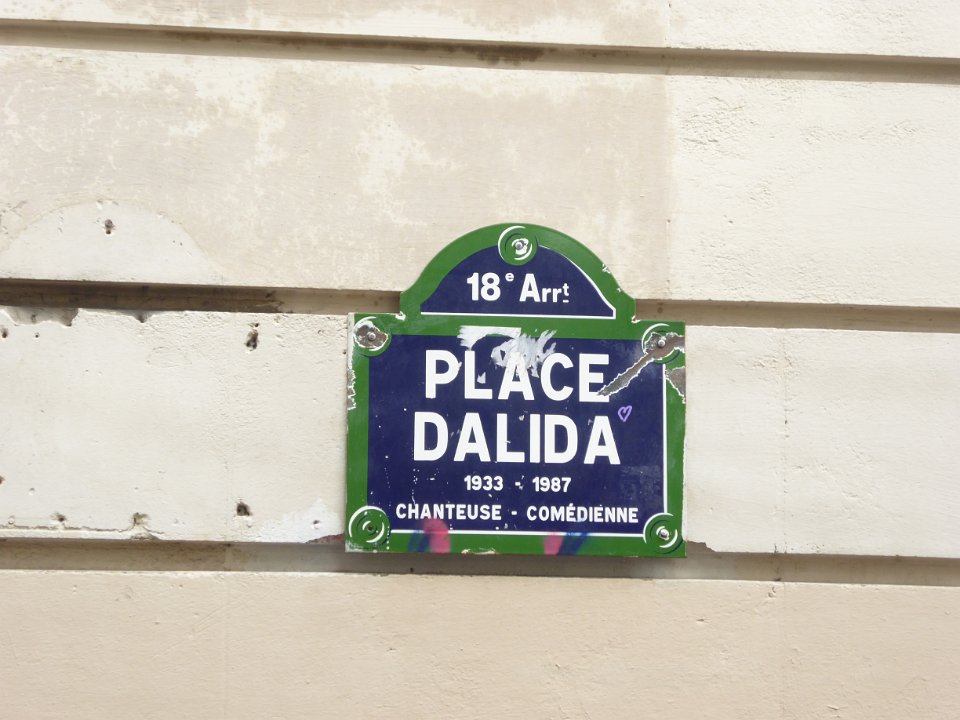 18e Arrt
PLACE
DALIDA
1933 - 1987
CHANTEUSE - COMÉDIENNE